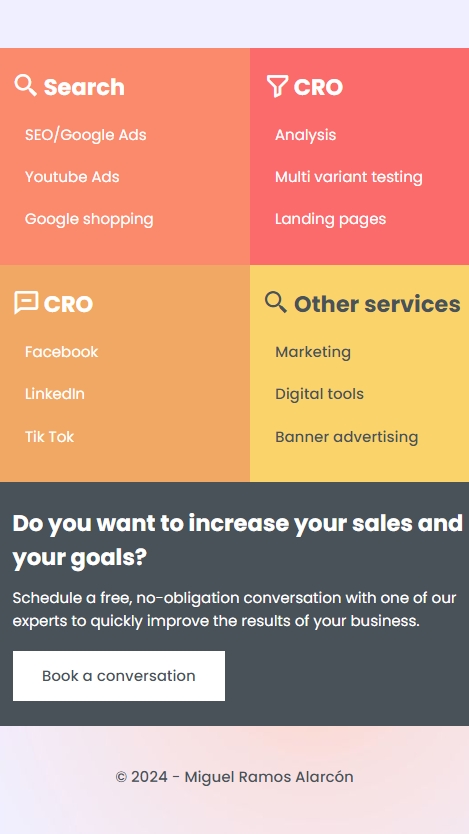 Search
SEO/Google Ads
Youtube Ads
Google shopping
CRO
Analysis
Multi variant testing
Landing pages
CRO
Facebook
LinkedIn
Tik Tok
Other services
Marketing
Digital tools
Banner advertising
Do you want to increase your sales and
your goals?
Schedule a free, no-obligation conversation with one of our
experts to quickly improve the results of your business.
Book a conversation
© 2024 - Miguel Ramos Alarcón